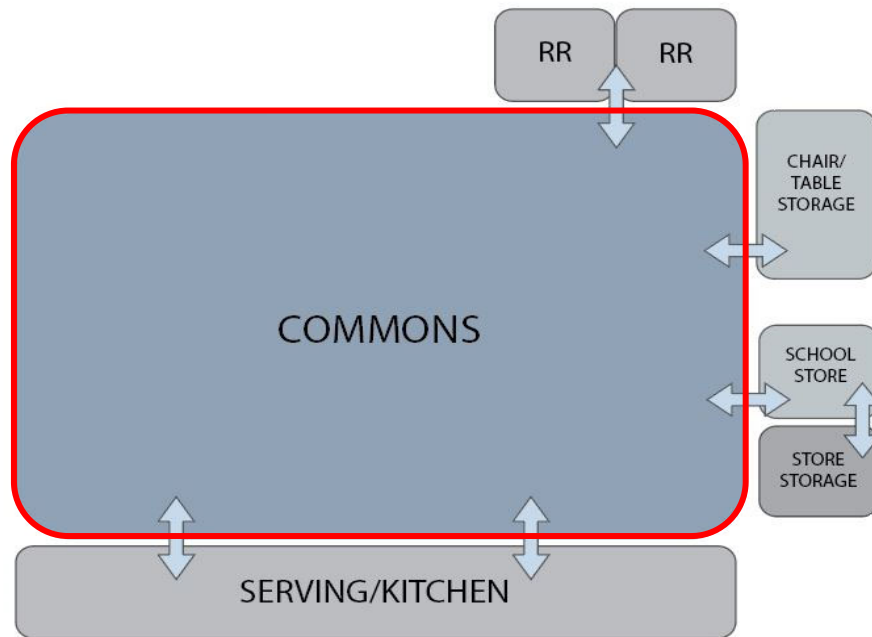 RR RR
CHAIR/
TABLE
STORAGE
COMMONS
SCHOOL
STORE
STORE
STORAGE
SERVING/KITCHEN